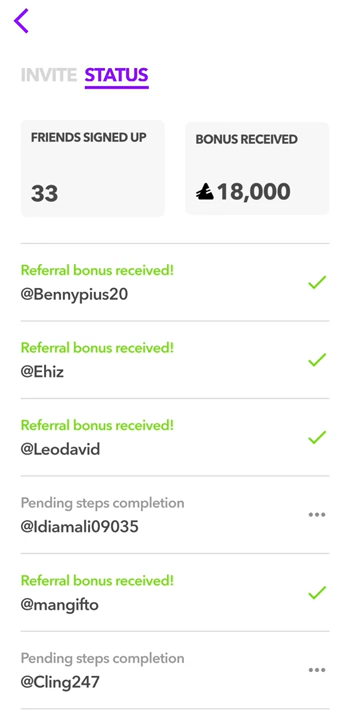 INVITE STATUS
FRIENDS SIGNED UP
33
BONUS RECEIVED
18,000
Referral bonus received!
@Bennypius20
Referral bonus received!
@Ehiz
Referral bonus received!
@Leodavid
Pending steps completion
@Idiamali09035
Referral bonus received!
@mangifto
Pending steps completion
@Cling247